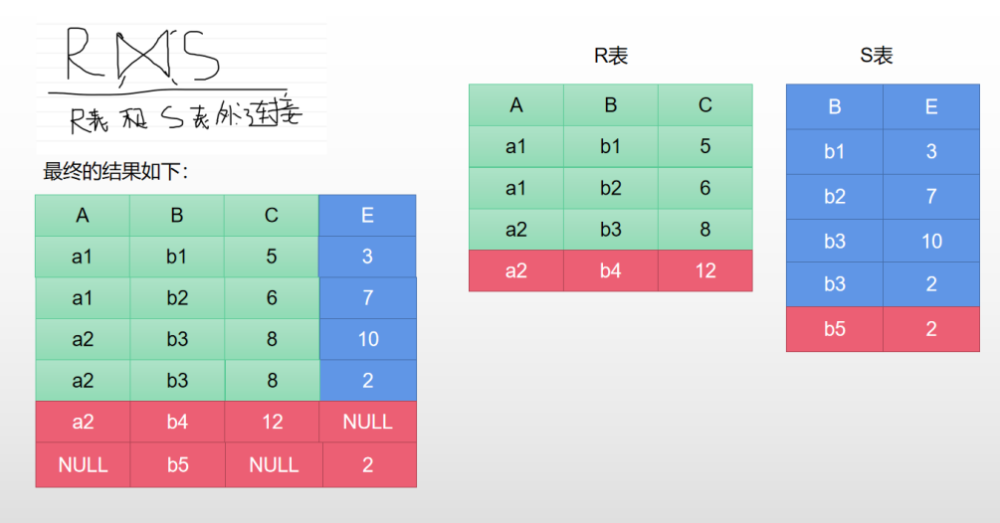 R⋈S
R表和S表外连接
最终的结果如下：
A B C E
a1 b1 5 3
a1 b2 6 7
a2 b3 8 10
a2 b3 8 2
a2 b4 12 NULL
NULL b5 NULL 2
R表
A B C
a1 b1 5
a1 b2 6
a2 b3 8
a2 b4 12
S表
B E
b1 3
b2 7
b3 10
b3 2
b5 2